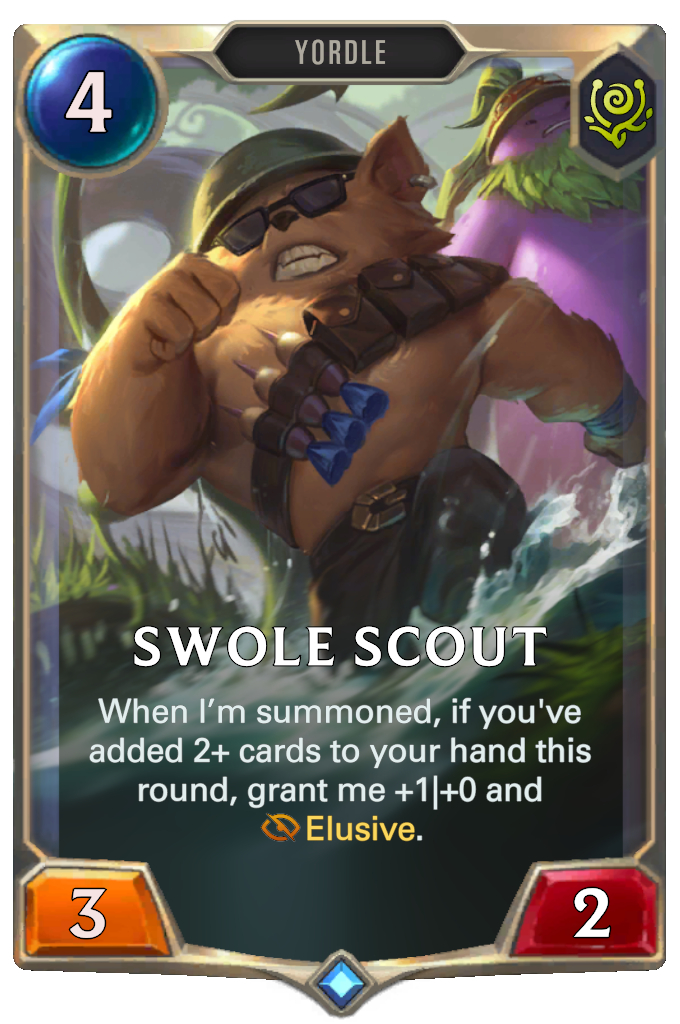 YORDLE
4
SWOLE SCOUT
When I’m summoned, if you've
added 2+ cards to your hand this
round, grant me +1|+0 and
Elusive.
3
2